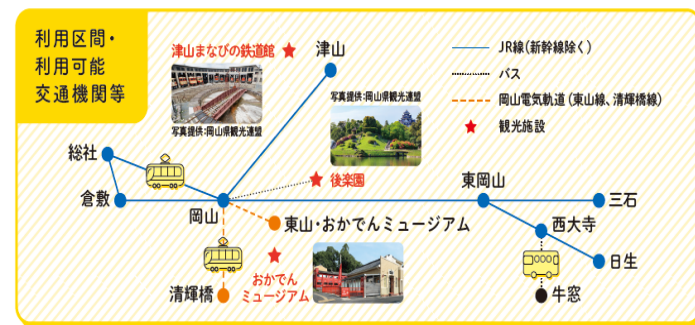 利用区間・
利用可能
交通機関等
津山まなびの鉄道館
津山
写真提供：岡山県観光連盟
写真提供：岡山県観光連盟
JR線（新幹線除く）
バス
岡山電気軌道（東山線、清輝橋線）
観光施設
総社
倉敷
岡山
後楽園
東岡山
三石
東山・おかでんミュージアム
西大寺
日生
おかでん
ミュージアム
清輝橋
牛窓